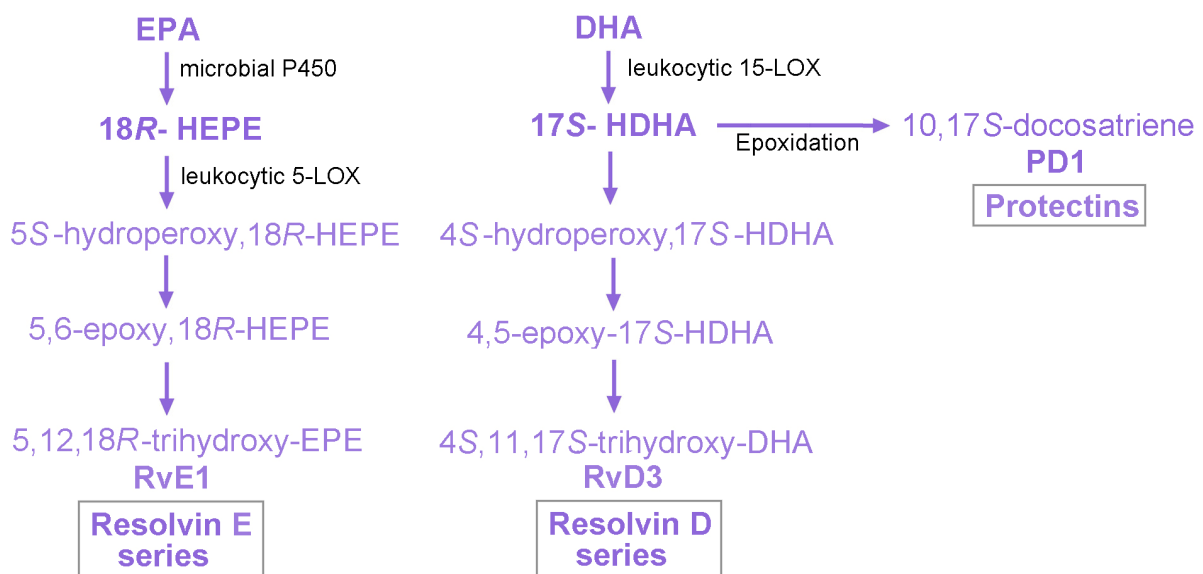 EPA
microbial P450
18R- HEPE
leukocytic 5-LOX
5S-hydroperoxy,18R-HEPE
5,6-epoxy,18R-HEPE
5,12,18R-trihydroxy-EPE
RvE1
Resolvin E
series
DHA
leukocytic 15-LOX
17S- HDHA
Epoxidation
10,17S-docosatriene
PD1
Protectins
4S-hydroperoxy,17S-HDHA
4,5-epoxy-17S-HDHA
4S,11,17S-trihydroxy-DHA
RvD3
Resolvin D
series